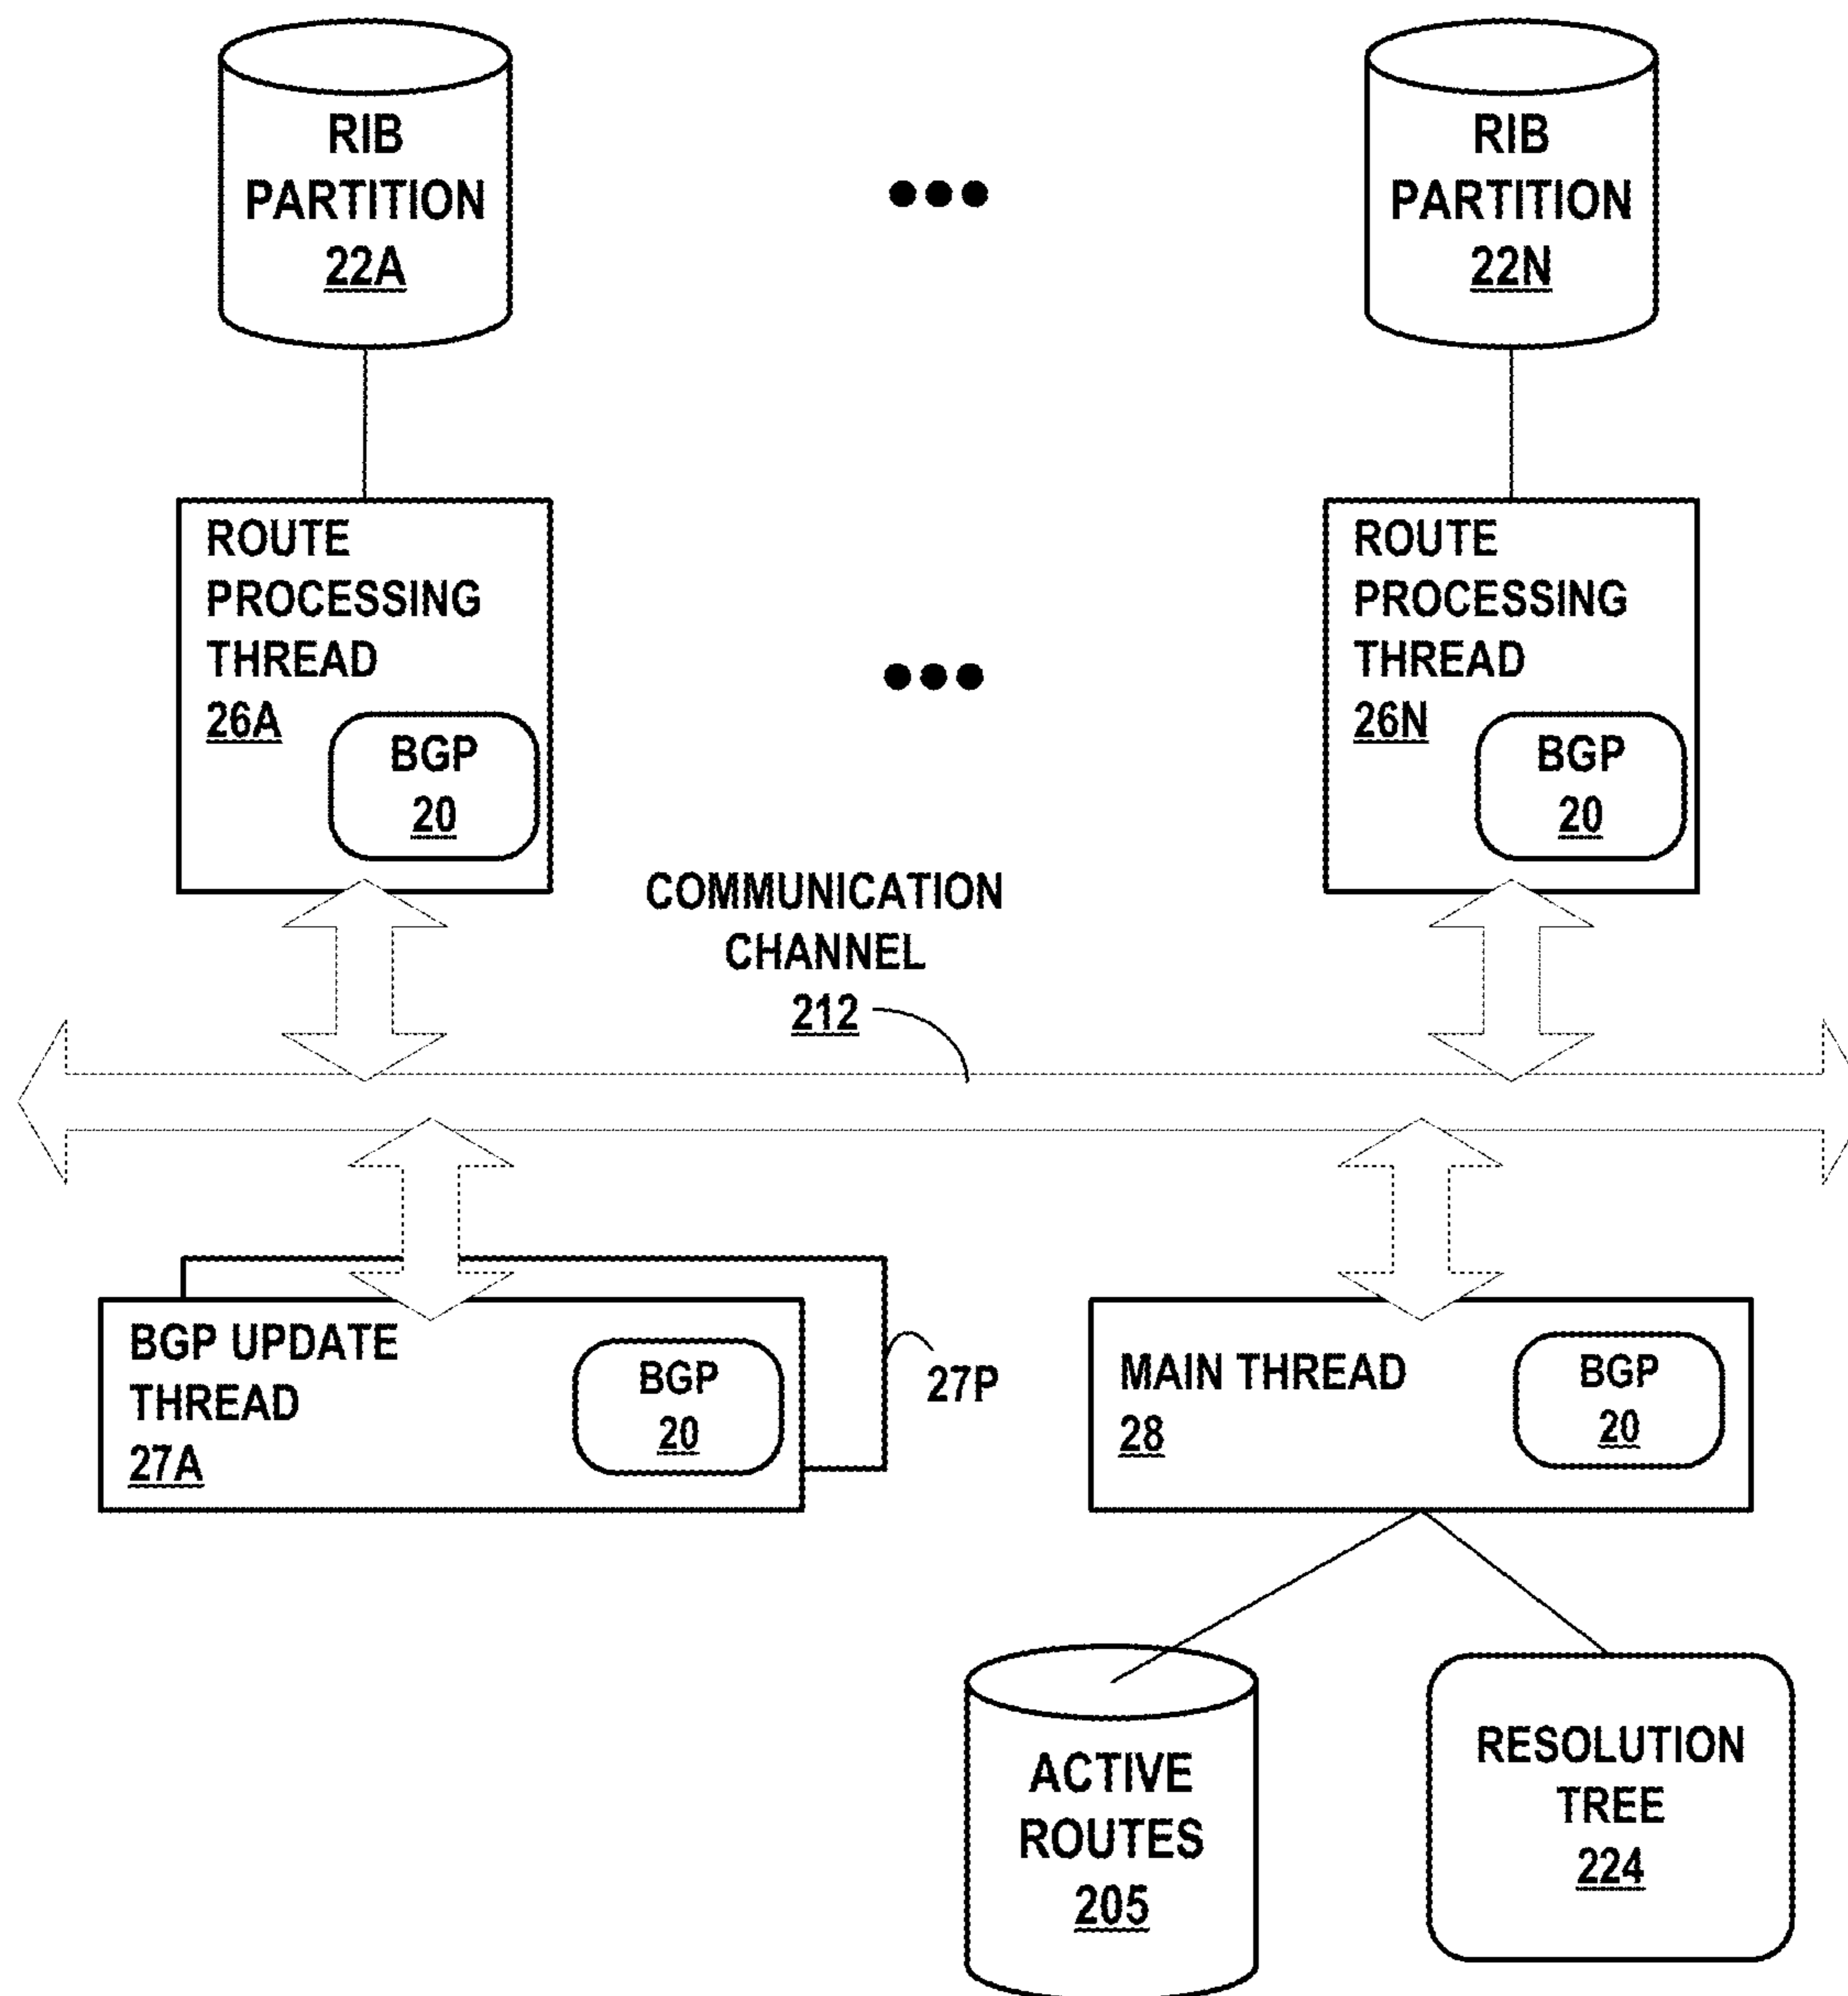 RIB
PARTITION
22A
RIB
PARTITION
22N
ROUTE
PROCESSING
THREAD
26A
BGP
20
ROUTE
PROCESSING
THREAD
26N
BGP
20
COMMUNICATION
CHANNEL
212
BGP UPDATE
THREAD
27A
BGP
20
27P
MAIN THREAD
28
BGP
20
ACTIVE
ROUTES
205
RESOLUTION
TREE
224